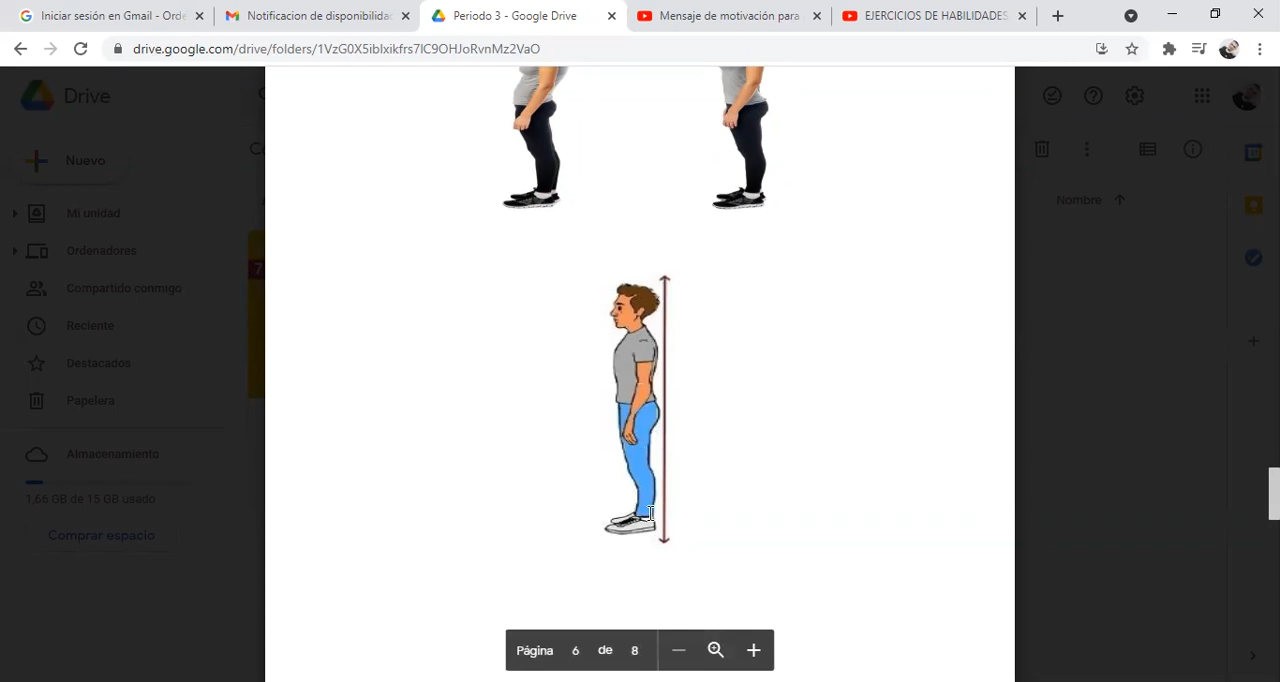 Iniciar sesión en Gmail - Orde
Notificacion de disponibilida
Periodo 3 - Google Drive
Mensaje de motivación para
EJERCICIOS DE HABILIDADES
drive.google.com/drive/folders/1VzG0X5iblxikfrs7lC9OHJoRvnMz2VaO
Drive
Nuevo
Mi unidad
Nombre
Ordenadores
Compartido conmigo
Reciente
Destacados
Papelera
Almacenamiento
1,66 GB de 15 GB usado
Comprar espacio
Página 6 de 8